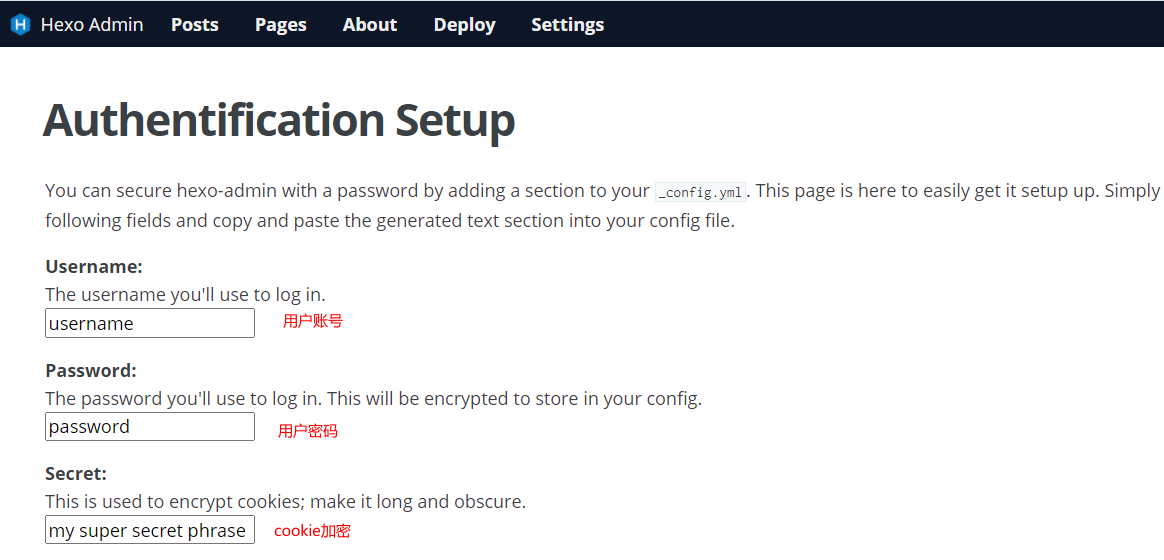 Hexo Admin Posts Pages About Deploy Settings
Authentification Setup
You can secure hexo-admin with a password by adding a section to your _config.yml. This page is here to easily get it setup up. Simply
following fields and copy and paste the generated text section into your config file.
Username:
The username you'll use to log in.
username 用户账号
Password:
The password you'll use to log in. This will be encrypted to store in your config.
password 用户密码
Secret:
This is used to encrypt cookies; make it long and obscure.
my super secret phrase cookie加密